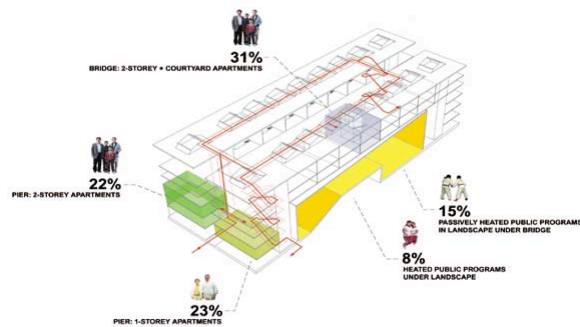 31%
BRIDGE: 2-STOREY + COURTYARD APARTMENTS
22%
PIER: 2-STOREY APARTMENTS
15%
PASSIVELY HEATED PUBLIC PROGRAMS
IN LANDSCAPE UNDER BRIDGE
8%
HEATED PUBLIC PROGRAMS
UNDER LANDSCAPE
23%
PIER: 1-STOREY APARTMENTS